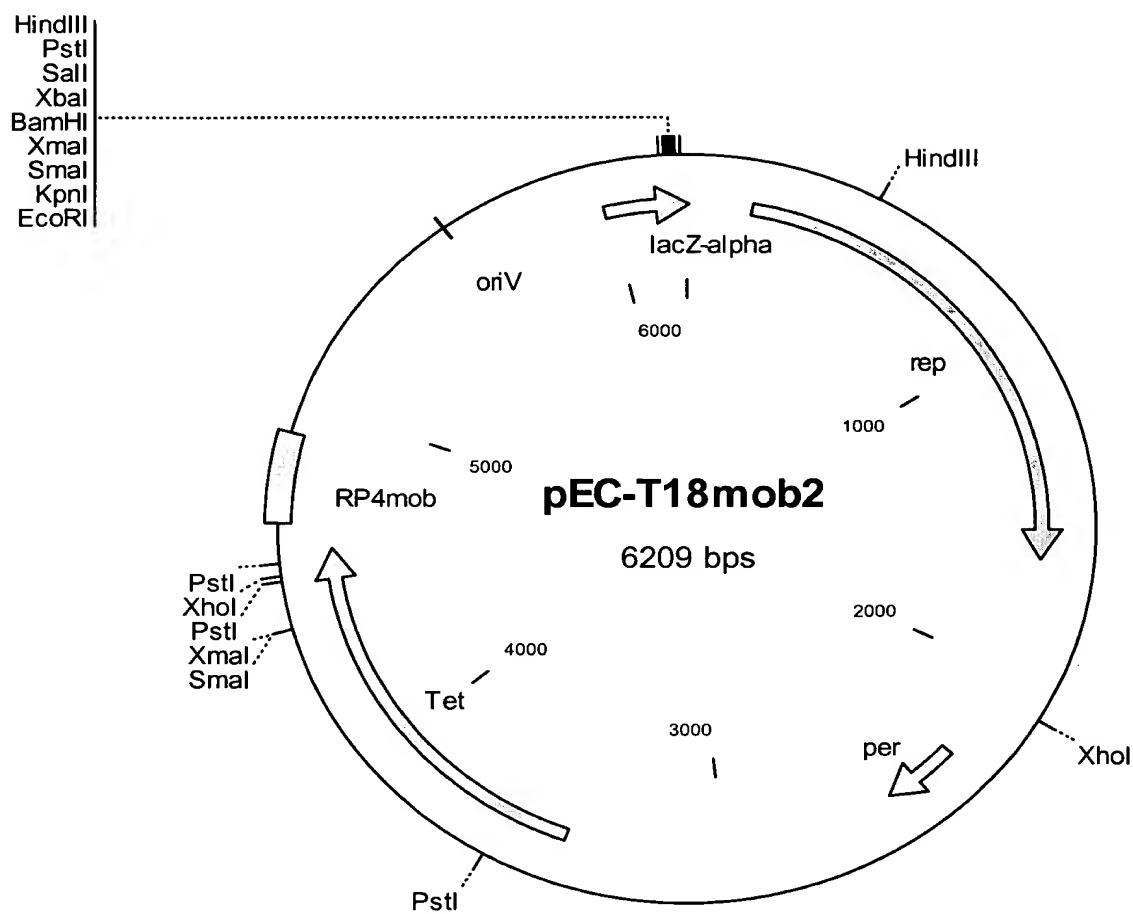 HindIII
PstI
SalI
XbaI
BamHI
XmaI
SmaI
KpnI
EcoRI
HindIII
lacZ-alpha
oriV
6000
rep
1000
5000
RP4mob
pEC-T18mob2
6209 bps
PstI
XhoI
PstI
XmaI
SmaI
2000
4000
Tet
3000
per
XhoI
PstI